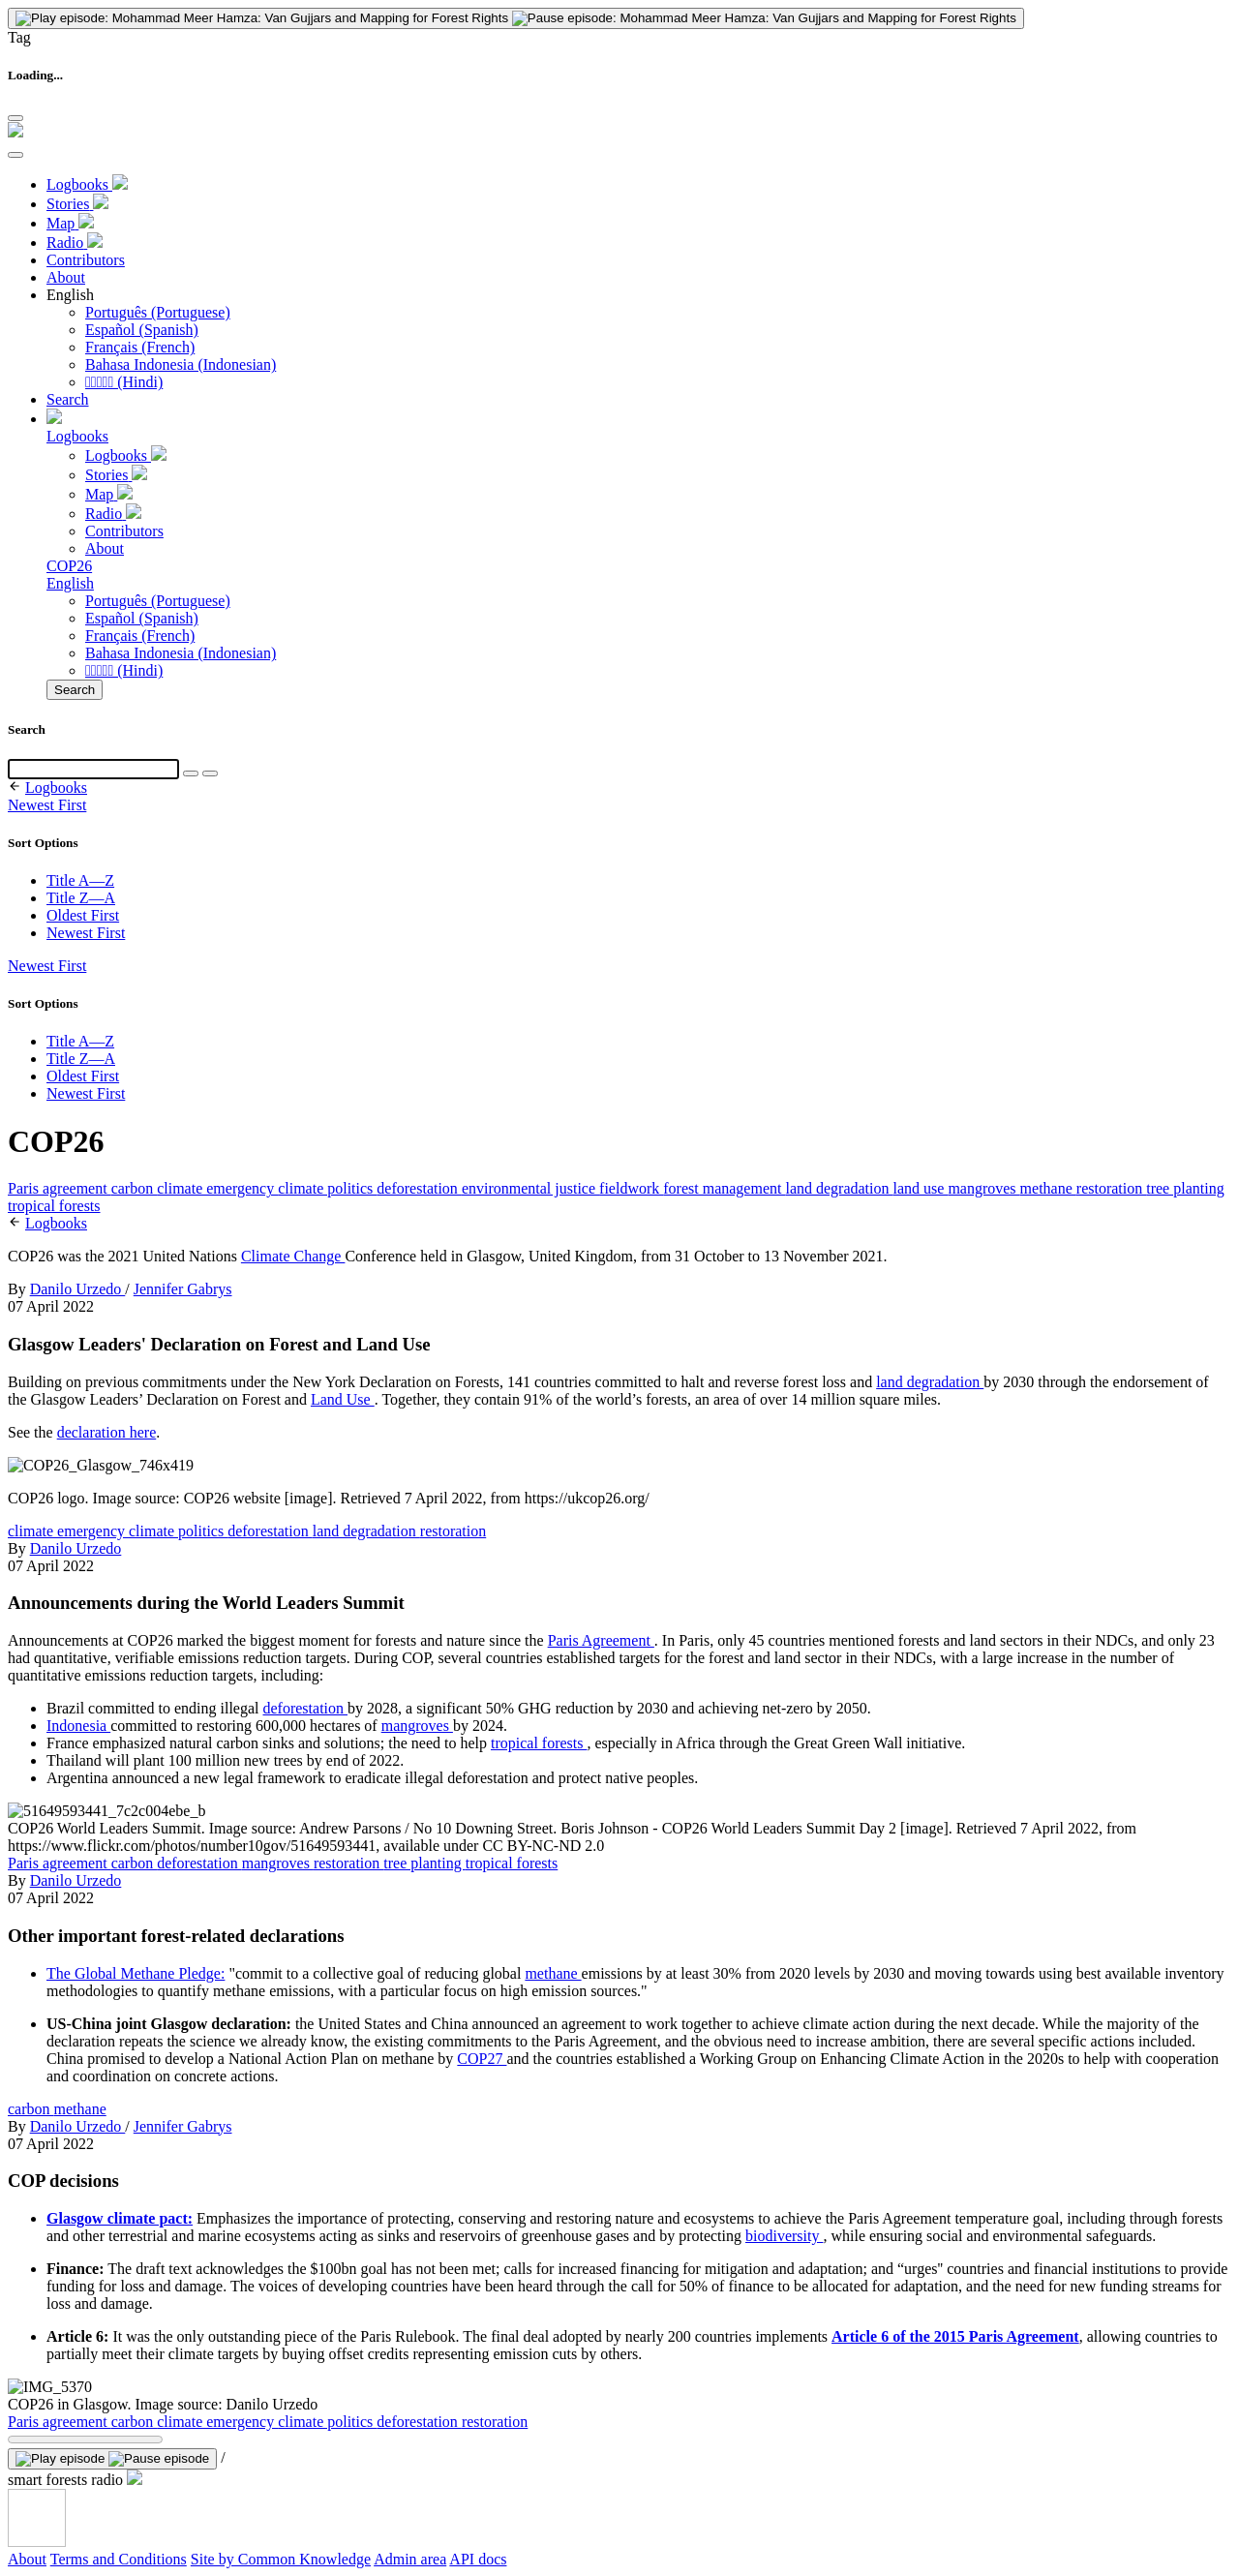 Play episode: Mohammad Meer Hamza: Van Gujjars and Mapping for Forest Rights Pause episode: Mohammad Meer Hamza: Van Gujjars and Mapping for Forest Rights
Tag
Loading...
Logbooks
Stories
Map
Radio
Contributors
About
English
Português (Portuguese)
Español (Spanish)
Français (French)
Bahasa Indonesia (Indonesian)
(Hindi)
Search
Logbooks
Logbooks
Stories
Map
Radio
Contributors
About
COP26
English
Português (Portuguese)
Español (Spanish)
Français (French)
Bahasa Indonesia (Indonesian)
(Hindi)
Search
Search
← Logbooks
Newest First
Sort Options
Title A—Z
Title Z—A
Oldest First
Newest First
Newest First
Sort Options
Title A—Z
Title Z—A
Oldest First
Newest First
COP26
Paris agreement carbon climate emergency climate politics deforestation environmental justice fieldwork forest management land degradation land use mangroves methane restoration tree planting
tropical forests
← Logbooks
COP26 was the 2021 United Nations Climate Change Conference held in Glasgow, United Kingdom, from 31 October to 13 November 2021.
By Danilo Urzedo / Jennifer Gabrys
07 April 2022
Glasgow Leaders' Declaration on Forest and Land Use
Building on previous commitments under the New York Declaration on Forests, 141 countries committed to halt and reverse forest loss and land degradation by 2030 through the endorsement of
the Glasgow Leaders’ Declaration on Forest and Land Use . Together, they contain 91% of the world’s forests, an area of over 14 million square miles.
See the declaration here.
COP26_Glasgow_746x419
COP26 logo. Image source: COP26 website [image]. Retrieved 7 April 2022, from https://ukcop26.org/
climate emergency climate politics deforestation land degradation restoration
By Danilo Urzedo
07 April 2022
Announcements during the World Leaders Summit
Announcements at COP26 marked the biggest moment for forests and nature since the Paris Agreement . In Paris, only 45 countries mentioned forests and land sectors in their NDCs, and only 23
had quantitative, verifiable emissions reduction targets. During COP, several countries established targets for the forest and land sector in their NDCs, with a large increase in the number of
quantitative emissions reduction targets, including:
Brazil committed to ending illegal deforestation by 2028, a significant 50% GHG reduction by 2030 and achieving net-zero by 2050.
Indonesia committed to restoring 600,000 hectares of mangroves by 2024.
France emphasized natural carbon sinks and solutions; the need to help tropical forests , especially in Africa through the Great Green Wall initiative.
Thailand will plant 100 million new trees by end of 2022.
Argentina announced a new legal framework to eradicate illegal deforestation and protect native peoples.
51649593441_7c2c004ebe_b
COP26 World Leaders Summit. Image source: Andrew Parsons / No 10 Downing Street. Boris Johnson - COP26 World Leaders Summit Day 2 [image]. Retrieved 7 April 2022, from
https://www.flickr.com/photos/number10gov/51649593441, available under CC BY-NC-ND 2.0
Paris agreement carbon deforestation mangroves restoration tree planting tropical forests
By Danilo Urzedo
07 April 2022
Other important forest-related declarations
The Global Methane Pledge: "commit to a collective goal of reducing global methane emissions by at least 30% from 2020 levels by 2030 and moving towards using best available inventory
methodologies to quantify methane emissions, with a particular focus on high emission sources."
US-China joint Glasgow declaration: the United States and China announced an agreement to work together to achieve climate action during the next decade. While the majority of the
declaration repeats the science we already know, the existing commitments to the Paris Agreement, and the obvious need to increase ambition, there are several specific actions included.
China promised to develop a National Action Plan on methane by COP27 and the countries established a Working Group on Enhancing Climate Action in the 2020s to help with cooperation
and coordination on concrete actions.
carbon methane
By Danilo Urzedo / Jennifer Gabrys
07 April 2022
COP decisions
Glasgow climate pact: Emphasizes the importance of protecting, conserving and restoring nature and ecosystems to achieve the Paris Agreement temperature goal, including through forests
and other terrestrial and marine ecosystems acting as sinks and reservoirs of greenhouse gases and by protecting biodiversity , while ensuring social and environmental safeguards.
Finance: The draft text acknowledges the $100bn goal has not been met; calls for increased financing for mitigation and adaptation; and “urges" countries and financial institutions to provide
funding for loss and damage. The voices of developing countries have been heard through the call for 50% of finance to be allocated for adaptation, and the need for new funding streams for
loss and damage.
Article 6: It was the only outstanding piece of the Paris Rulebook. The final deal adopted by nearly 200 countries implements Article 6 of the 2015 Paris Agreement, allowing countries to
partially meet their climate targets by buying offset credits representing emission cuts by others.
IMG_5370
COP26 in Glasgow. Image source: Danilo Urzedo
Paris agreement carbon climate emergency climate politics deforestation restoration
Play episode Pause episode /
smart forests radio
About Terms and Conditions Site by Common Knowledge Admin area API docs